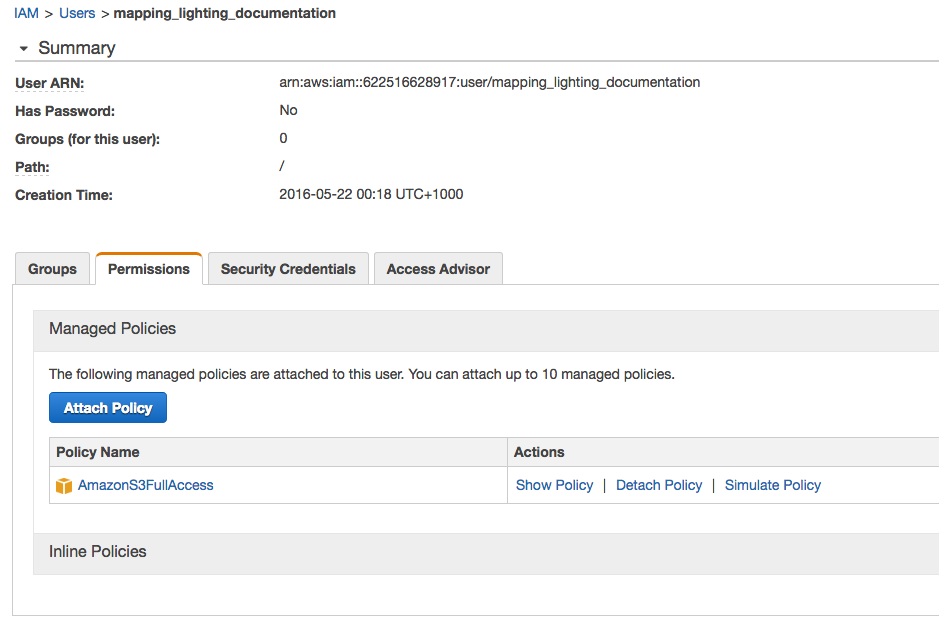 IAM > Users > mapping_lighting_documentation
Summary
User ARN: arn:aws:iam::622516628917:user/mapping_lighting_documentation
Has Password: No
Groups (for this user): 0
Path: /
Creation Time: 2016-05-22 00:18 UTC+1000
Groups Permissions Security Credentials Access Advisor
Managed Policies
The following managed policies are attached to this user. You can attach up to 10 managed policies.
Attach Policy
Policy Name Actions
AmazonS3FullAccess Show Policy | Detach Policy | Simulate Policy
Inline Policies